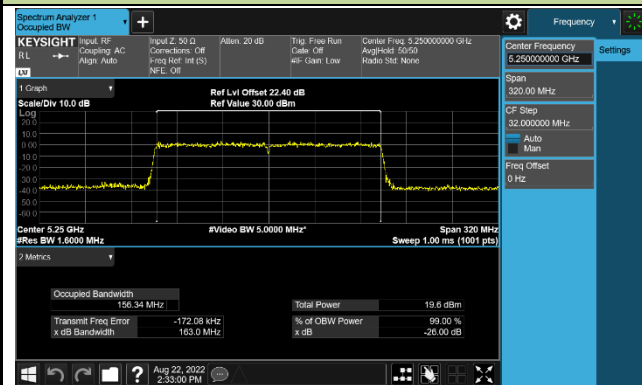 Spectrum Analyzer 1
Occupied BW
+
Frequency
KEYSIGHT
RL
Input: RF
Coupling: AC
Align: Auto
Input Z: 50 Ω
Corrections: Off
Freq Ref: Int (S)
NFE: Off
Atten: 20 dB
Trig: Free Run
Gate: Off
#IF Gain: Low
Center Freq: 5.250000000 GHz
Avg|Hold: 50/50
Radio Std: None
LXI
Center Frequency
5.250000000 GHz
Settings
Span
320.00 MHz
CF Step
32.000000 MHz
Auto
Man
Freq Offset
0 Hz
1 Graph
Scale/Div 10.0 dB
Ref Lvl Offset 22.40 dB
Ref Value 30.00 dBm
Log
20.0
10.0
0.00
-10.0
-20.0
-30.0
-40.0
-50.0
-60.0
Center 5.25 GHz
#Video BW 5.0000 MHz*
Span 320 MHz
#Res BW 1.6000 MHz
Sweep 1.00 ms (1001 pts)
2 Metrics
Occupied Bandwidth
156.34 MHz
Total Power 19.6 dBm
Transmit Freq Error -172.08 kHz
% of OBW Power 99.00 %
x dB Bandwidth 163.0 MHz
x dB -26.00 dB
?
Aug 22, 2022
2:33:00 PM